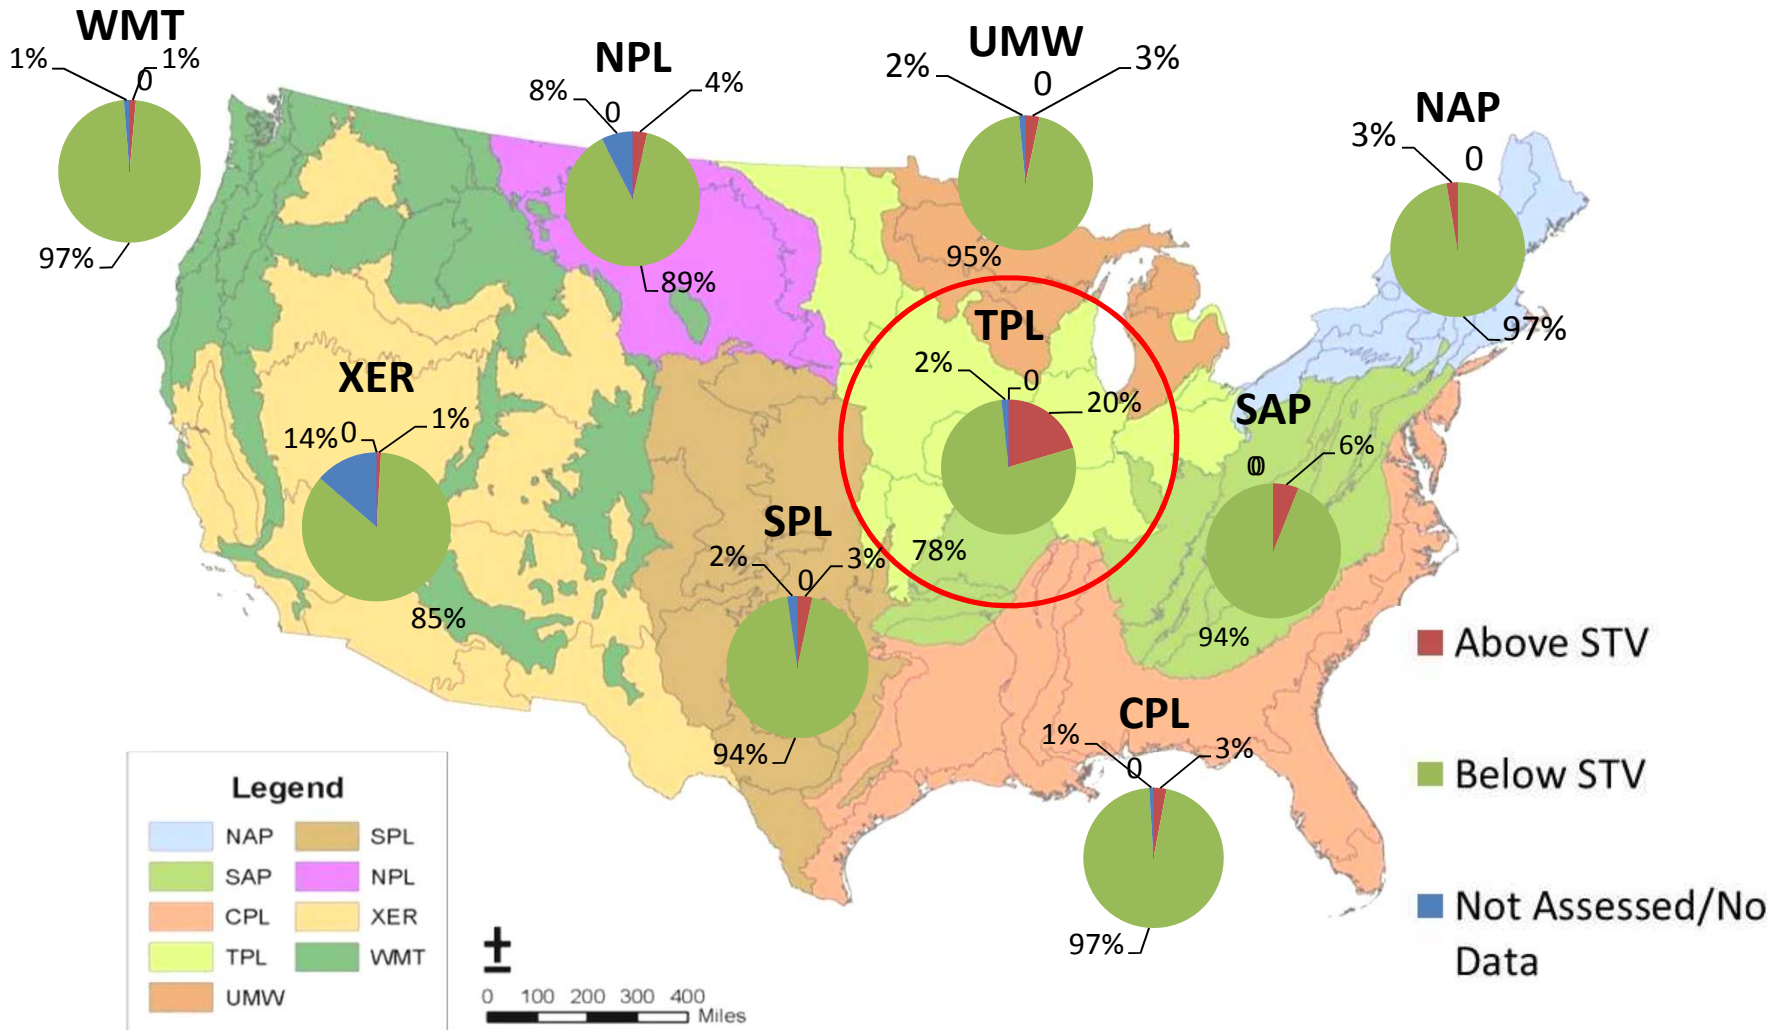 WMT
1%
0
1%
97%
NPL
8%
0
4%
89%
UMW
2%
0
3%
95%
NAP
3%
0
97%
XER
14%
0
1%
85%
TPL
2%
0
20%
78%
SAP
0
0
6%
94%
SPL
2%
0
3%
94%
CPL
1%
0
3%
97%
Above STV
Below STV
Not Assessed/No
Data
Legend
NAP SPL
SAP NPL
CPL XER
TPL WMT
UMW
0 100 200 300 400
Miles